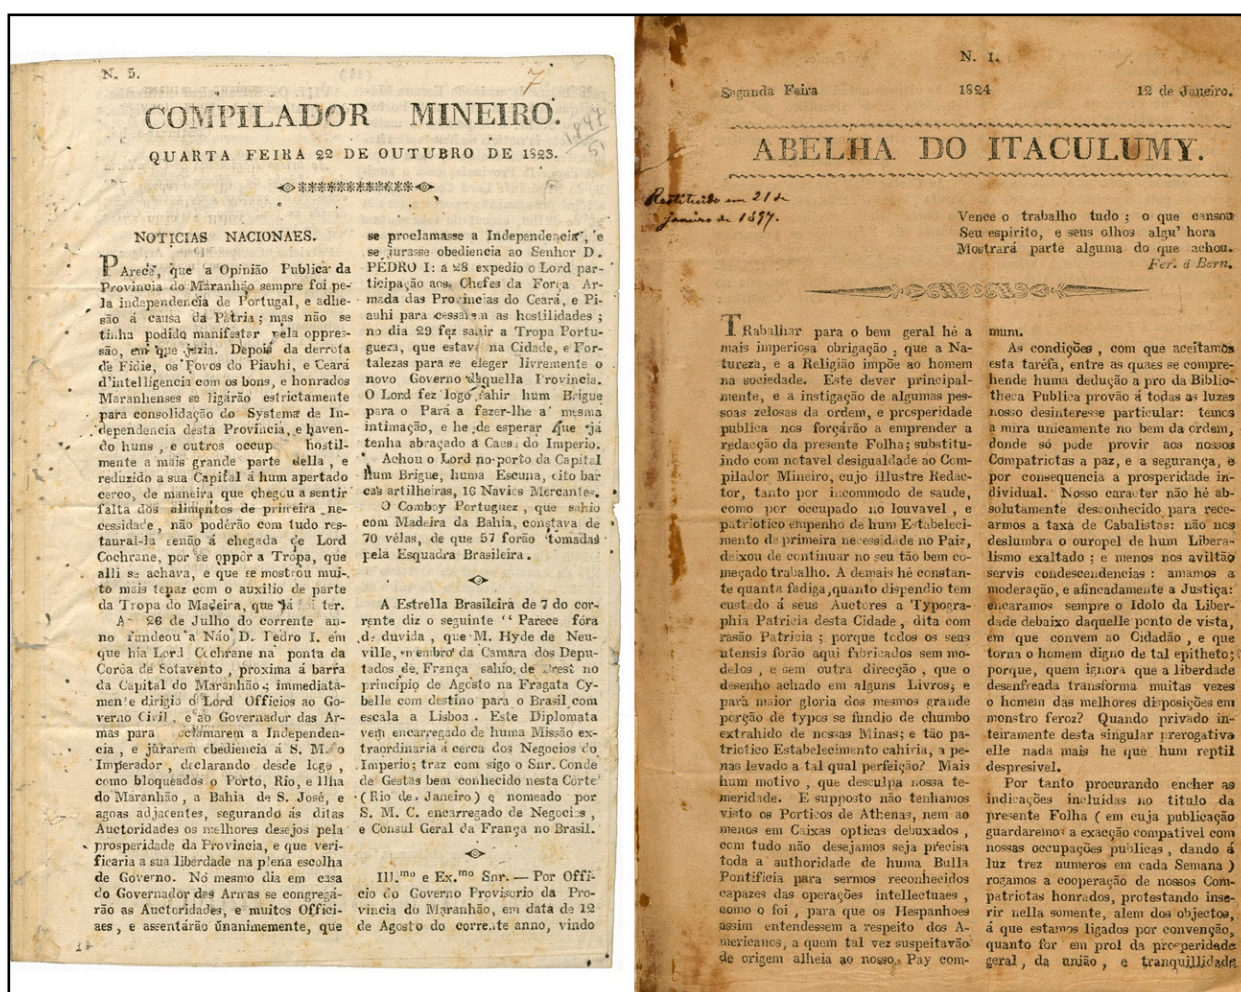 N. 5.
7
COMPILADOR MINEIRO.
1847
QUARTA FEIRA 22 DE OUTUBRO DE 1823.
NOTICIAS NACIONAES.
PArece, que a Opinião Publica da
Provincia do Maranhão sempre foi pe-
la independencia de Portugal, e adhe-
são á causa da Pátria; mas não se
tinha podido manifestar pela oppres-
são, em que jazia. Depois da derrota
de Fidie, os Povos do Piauhi, e Ceará
d'intelligencia com os bons, e honrados
Maranhenses se ligarão estrictamente
para consolidação do Systema de In-
dependencia desta Provincia, e haven-
do huns, e outros occup hostil-
mente a mais grande parte della, e
reduzido a sua Capital á hum apertado
cerco, de maneira que chegou a sentir
falta dos alimentos de primeira ne-
cessidade, não poderão com tudo res-
taural-la senão á chegada de Lord
Cochrane, por se oppôr a Tropa, que
alli se achava, e que se mostrou mui-
to mais tenaz com o auxilio de parte
da Tropa do Madeira, que já ter.
A 26 de Julho do corrente an-
no fundeou a Náo D. Pedro I. em
que hia Lord Cochrane na ponta da
Corôa de Sotavento, proxima á barra
da Capital do Maranhão; immediata-
mente dirigio o Lord Officios ao Go-
verno Civil, e ao Governador das Ar-
mas para acclamarem a Independen-
cia, e jurarem obediencia á S. M. o
Imperador, declarando desde logo,
como bloqueados o Porto, Rio, e Ilha
do Maranhão, a Bahia de S. José, e
agoas adjacentes, segurando ás ditas
Auctoridades os melhores desejos pela
prosperidade da Provincia, e que veri-
ficaria a sua liberdade na plena escolha
de Governo. No mesmo dia em casa
do Governador das Armas se congregá-
rão as Auctoridades, e muitos Offici-
aes, e assentárão unanimemente, que
se proclamasse a Independencia, e
se jurasse obediencia ao Senhor D.
PEDRO I: a 28 expedio o Lord par-
ticipação aos Chefes da Força Ar-
mada das Provincias do Ceará, e Pi-
auhi para cessarem as hostilidades;
no dia 29 fez sahir a Tropa Portu-
gueza, que estava na Cidade, e For-
talezas para se eleger livremente o
novo Governo daquella Provincia.
O Lord fez logo sahir hum Brigue
para o Pará a fazer-lhe a mesma
intimação, e he de esperar que já
tenha abraçado á Causa do Imperio.
Achou o Lord no porto da Capital
hum Brigue, huma Escuna, oito bar
cas artilheiras, 16 Navios Mercantes.
O Comboy Portuguez, que sahio
com Madeira da Bahia, constava de
70 vélas, de que 57 forão tomadas
pela Esquadra Brasileira.
A Estrella Brasileira de 7 do cor-
rente diz o seguinte “ Parece fóra
de duvida, que M. Hyde de Neu-
ville, membro da Camara dos Depu-
tados de França sahio de Brest no
principio de Agosto na Fragata Cy-
belle com destino para o Brasil com
escala a Lisboa. Este Diplomata
vem encarregado de huma Missão ex-
traordinaria á cerca dos Negocios do
Imperio; traz com sigo o Snr. Conde
de Gestas bem conhecido nesta Corte
(Rio de Janeiro) e nomeado por
S. M. C. encarregado de Negocios,
e Consul Geral da França no Brasil.
Ill.mo e Ex.mo Snr. — Por Offi-
cio do Governo Provisorio da Pro-
vincia do Maranhão, em data de 12
de Agosto do corrente anno, vindo
N. 1.
Segunda Feira 1824 12 de Janeiro.
ABELHA DO ITACULUMY.
Restituido em 21 de
janeiro de 1897.
Vence o trabalho tudo; o que cansou
Seu espirito, e seus olhos algu' hora
Mostrará parte alguma do que achou.
Fer. á Bern.
TRabalhar para o bem geral hé a
mais imperiosa obrigação, que a Na-
tureza, e a Religião impõe ao homem
na sociedade. Este dever principal-
mente, e a instigação de algumas pes-
soas zelosas da ordem, e prosperidade
publica nos forçárão a emprender a
redacção da presente Folha; substitu-
indo com notavel desigualdade ao Com-
pilador Mineiro, cujo illustre Redac-
tor, tanto por incommodo de saude,
como por occupado no louvavel, e
patriotico empenho de hum Estabeleci-
mento de primeira necessidade no Paiz,
deixou de continuar no seu tão bem co-
meçado trabalho. A demais hé constan-
te quanta fadiga, quanto dispendio tem
custado á seus Auctores a Typogra-
phia Patricia desta Cidade, dita com
rasão Patricia; porque todos os seus
utensis forão aqui fabricados sem mo-
delos, e sem outra direcção, que o
desenho achado em alguns Livros; e
para maior gloria dos mesmos grande
porção de typos se fundio de chumbo
extrahido de nossas Minas; e tão pa-
triotico Estabelecimento cahiria, a pe-
nas levado a tal qual perfeição? Mais
hum motivo, que desculpa nossa te-
meridade. E supposto não tenhamos
visto os Porticos de Athenas, nem ao
menos em Caixas opticas debuxados,
com tudo não desejamos seja precisa
toda a authoridade de huma Bulla
Pontificia para sermos reconhecidos
capazes das operações intellectuaes,
como o foi, para que os Hespanhoes
assim entendessem a respeito dos A-
mericanos, a quem tal vez suspeitavão
de origem alheia ao nosso Pay com-
mum.
As condições, com que aceitamos
esta taréfa, entre as quaes se compre-
hende huma dedução a pro da Biblio-
theca Publica provão á todas as luzes
nosso desinteresse particular: temos
a mira unicamente no bem da ordem,
donde só pode provir aos nossos
Compatriotas a paz, e a segurança, e
por consequencia a prosperidade in-
dividual. Nosso caracter não hé ab-
solutamente desconhecido para rece-
armos a taxa de Cabalistas: não nos
deslumbra o ouropel de hum Libera-
lismo exaltado; e menos nos aviltão
servis condescendencias: amamos a
moderação, e afincadamente a Justiça:
encaramos sempre o Idolo da Liber-
dade debaixo daquelle ponto de vista,
em que convem ao Cidadão, e que
torna o homem digno de tal epitheto;
porque, quem ignora que a liberdade
desenfreada transforma muitas vezes
o homem das melhores disposições em
monstro feroz? Quando privado in-
teiramente desta singular prerogativa
elle nada mais he que hum reptil
despresivel.
Por tanto procurando encher as
indicações incluidas no titulo da
presente Folha ( em cuja publicação
guardaremos a exacção compativel com
nossas occupações publicas, dando á
luz trez numeros em cada Semana )
rogamos a cooperação de nossos Com-
patriotas honrados, protestando inse-
rir nella somente, alem dos objectos,
á que estamos ligados por convenção,
quanto for em prol da prosperidade
geral, da união, e tranquillidade